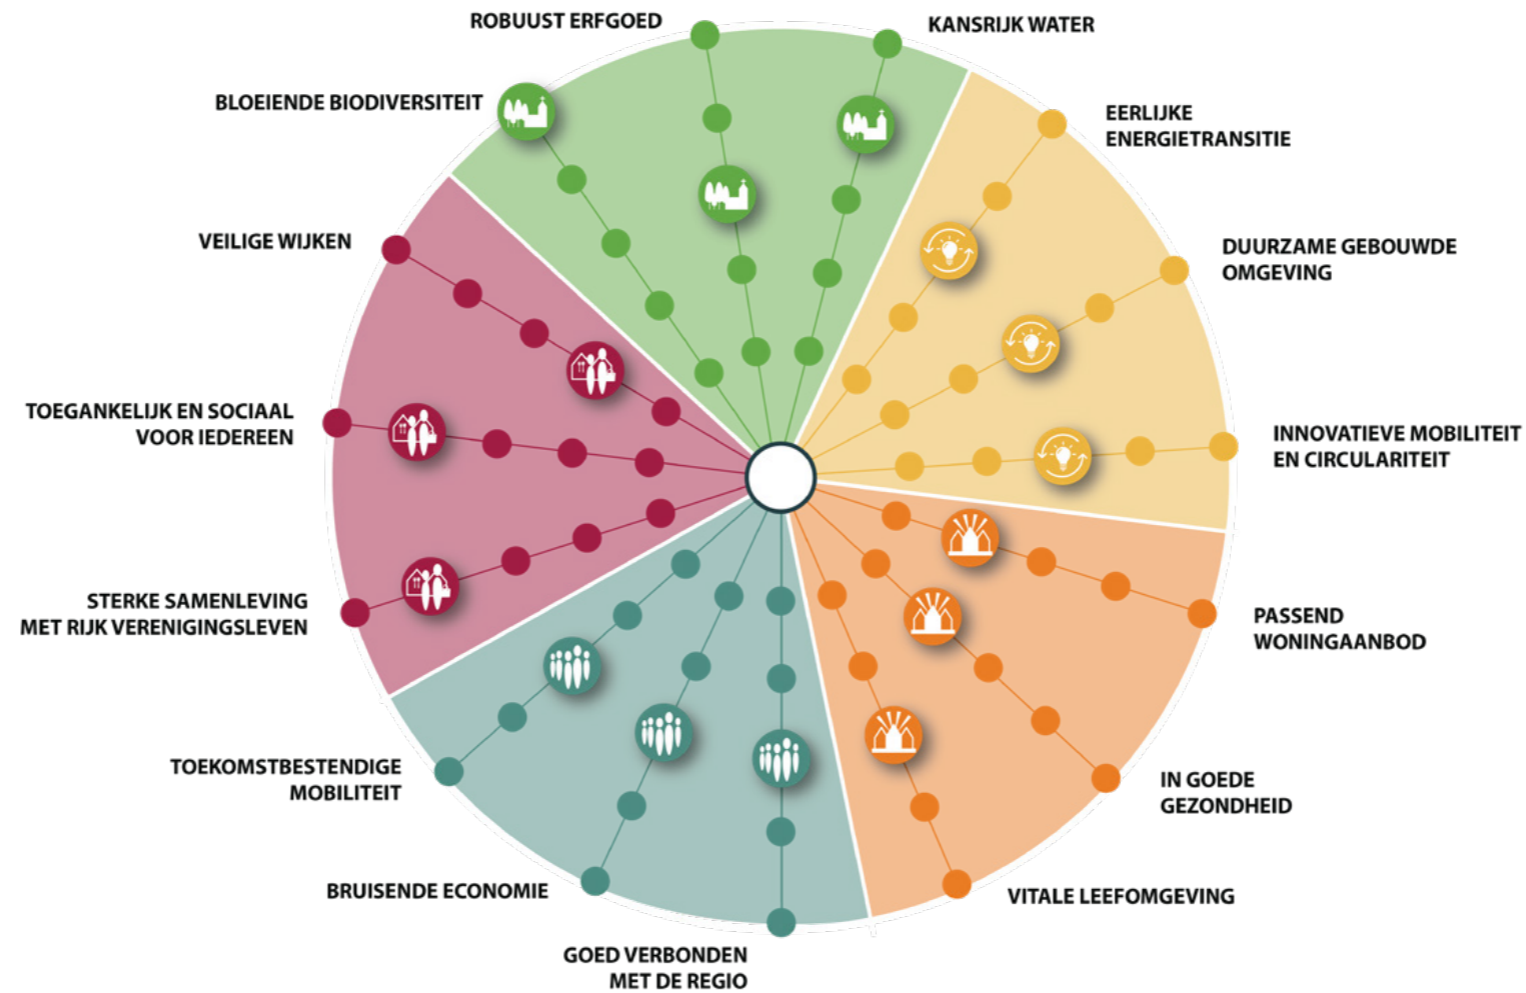 ROBUUST ERFGOED
KANSRIJK WATER
BLOEIENDE BIODIVERSITEIT
EERLIJKE
ENERGIETRANSITIE
VEILIGE WIJKEN
DUURZAME GEBOUWDE
OMGEVING
TOEGANKELIJK EN SOCIAAL
VOOR IEDEREEN
INNOVATIEVE MOBILITEIT
EN CIRCULARITEIT
STERKE SAMENLEVING
MET RIJK VERENIGINGSLEVEN
PASSEND
WONINGAANBOD
TOEKOMSTBESTENDIGE
MOBILITEIT
IN GOEDE
GEZONDHEID
BRUISENDE ECONOMIE
VITALE LEEFOMGEVING
GOED VERBONDEN
MET DE REGIO